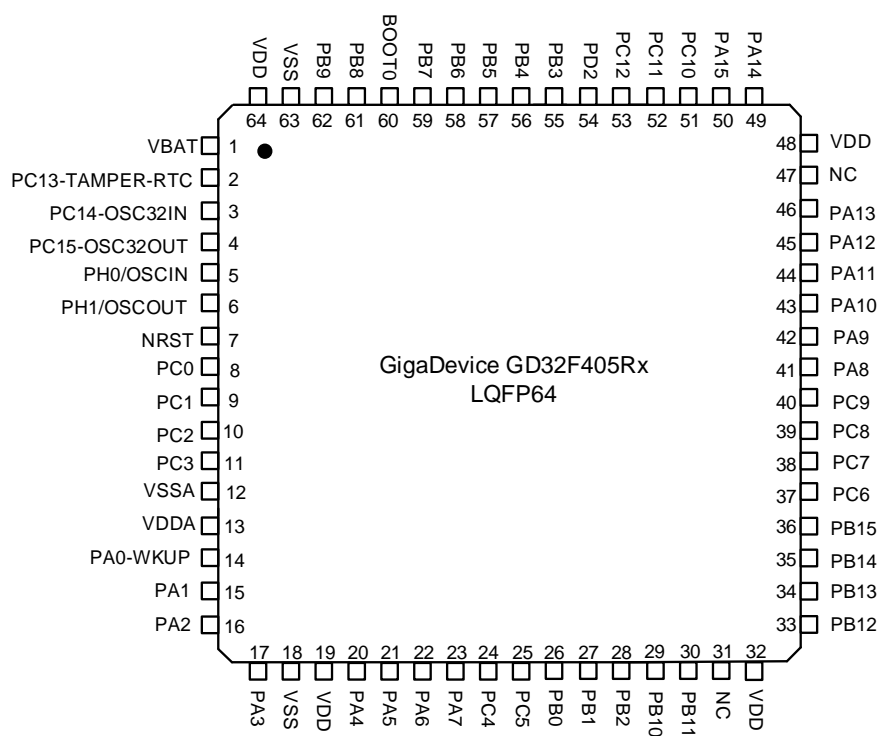 VDD VSS PB9 PB8 BOOT0 PB7 PB6 PB5 PB4 PB3 PD2 PC12 PC11 PC10 PA15 PA14
64 63 62 61 60 59 58 57 56 55 54 53 52 51 50 49
VBAT 1 48 VDD
PC13-TAMPER-RTC 2 47 NC
PC14-OSC32IN 3 46 PA13
PC15-OSC32OUT 4 45 PA12
PH0/OSCIN 5 44 PA11
PH1/OSCOUT 6 43 PA10
NRST 7 42 PA9
PC0 8 41 PA8
PC1 9 40 PC9
PC2 10 39 PC8
PC3 11 38 PC7
VSSA 12 37 PC6
VDDA 13 36 PB15
PA0-WKUP 14 35 PB14
PA1 15 34 PB13
PA2 16 33 PB12
GigaDevice GD32F405Rx
LQFP64
17 18 19 20 21 22 23 24 25 26 27 28 29 30 31 32
PA3 VSS VDD PA4 PA5 PA6 PA7 PC4 PC5 PB0 PB1 PB2 PB10 PB11 NC VDD